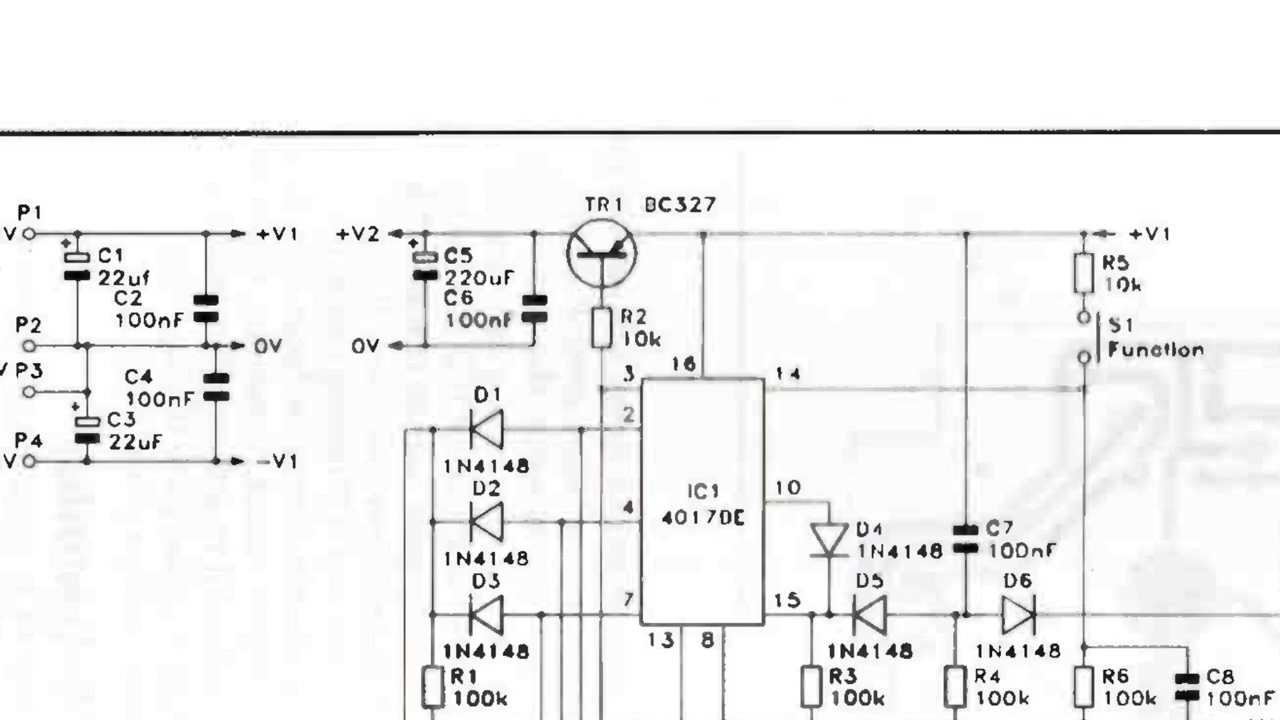 P1
V
+V1
C1
22uf
C2
100nF
P2
0V
V P3
C4
100nF
C3
22uF
P4
V
-V1
+V2
C5
220uF
C6
100nF
0V
TR1 BC327
R2
10k
+V1
R5
10k
S1
Function
16
3
14
2
D1
1N4148
D2
4
1N4148
D3
7
1N4148
IC1
4017DE
10
D4
1N4148
C7
100nF
15
D5
1N4148
D6
1N4148
13
8
R1
100k
R3
100k
R4
100k
R6
100k
C8
100nF